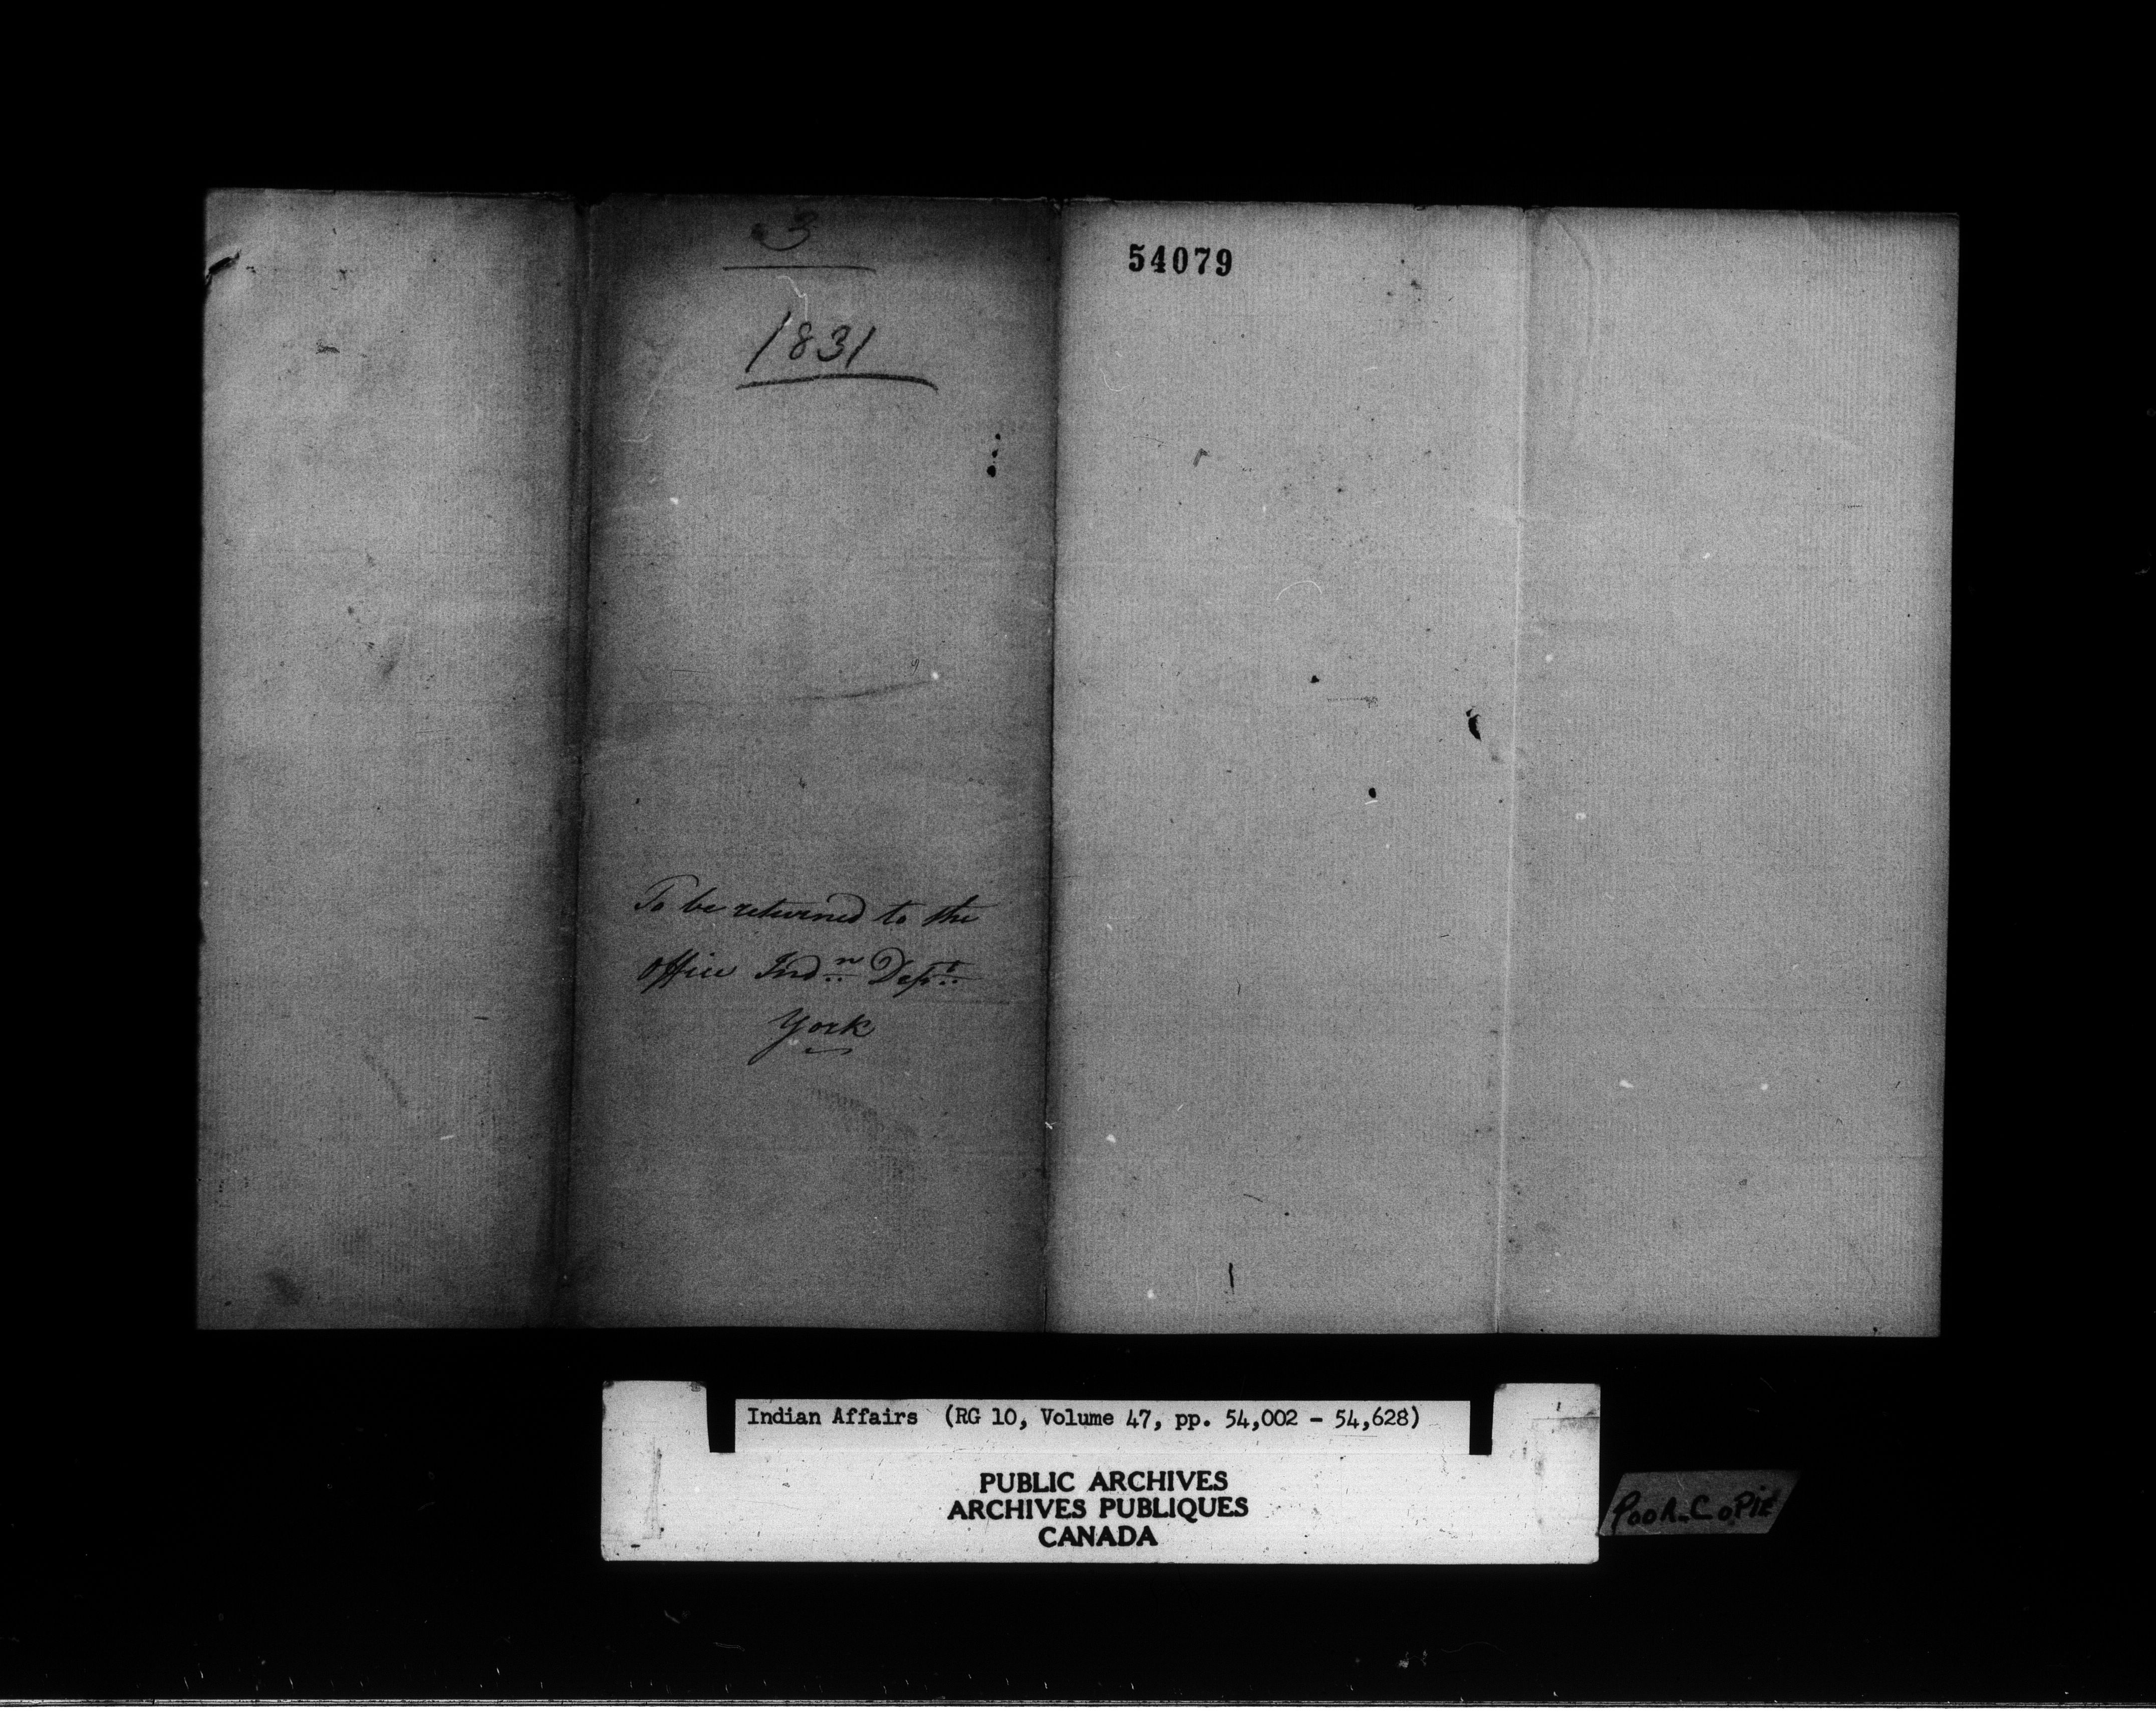 3
1831
54079
To be returned to the
Office Indn Dept
York
Indian Affairs (RG 10, Volume 47, pp. 54,002 - 54,628)
PUBLIC ARCHIVES
ARCHIVES PUBLIQUES
CANADA
POOR COPIE